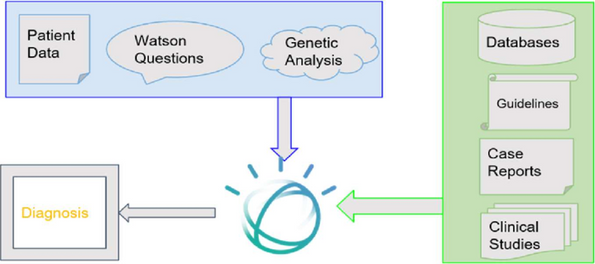 Patient
Data
Watson
Questions
Genetic
Analysis
Databases
Guidelines
Case
Reports
Clinical
Studies
Diagnosis